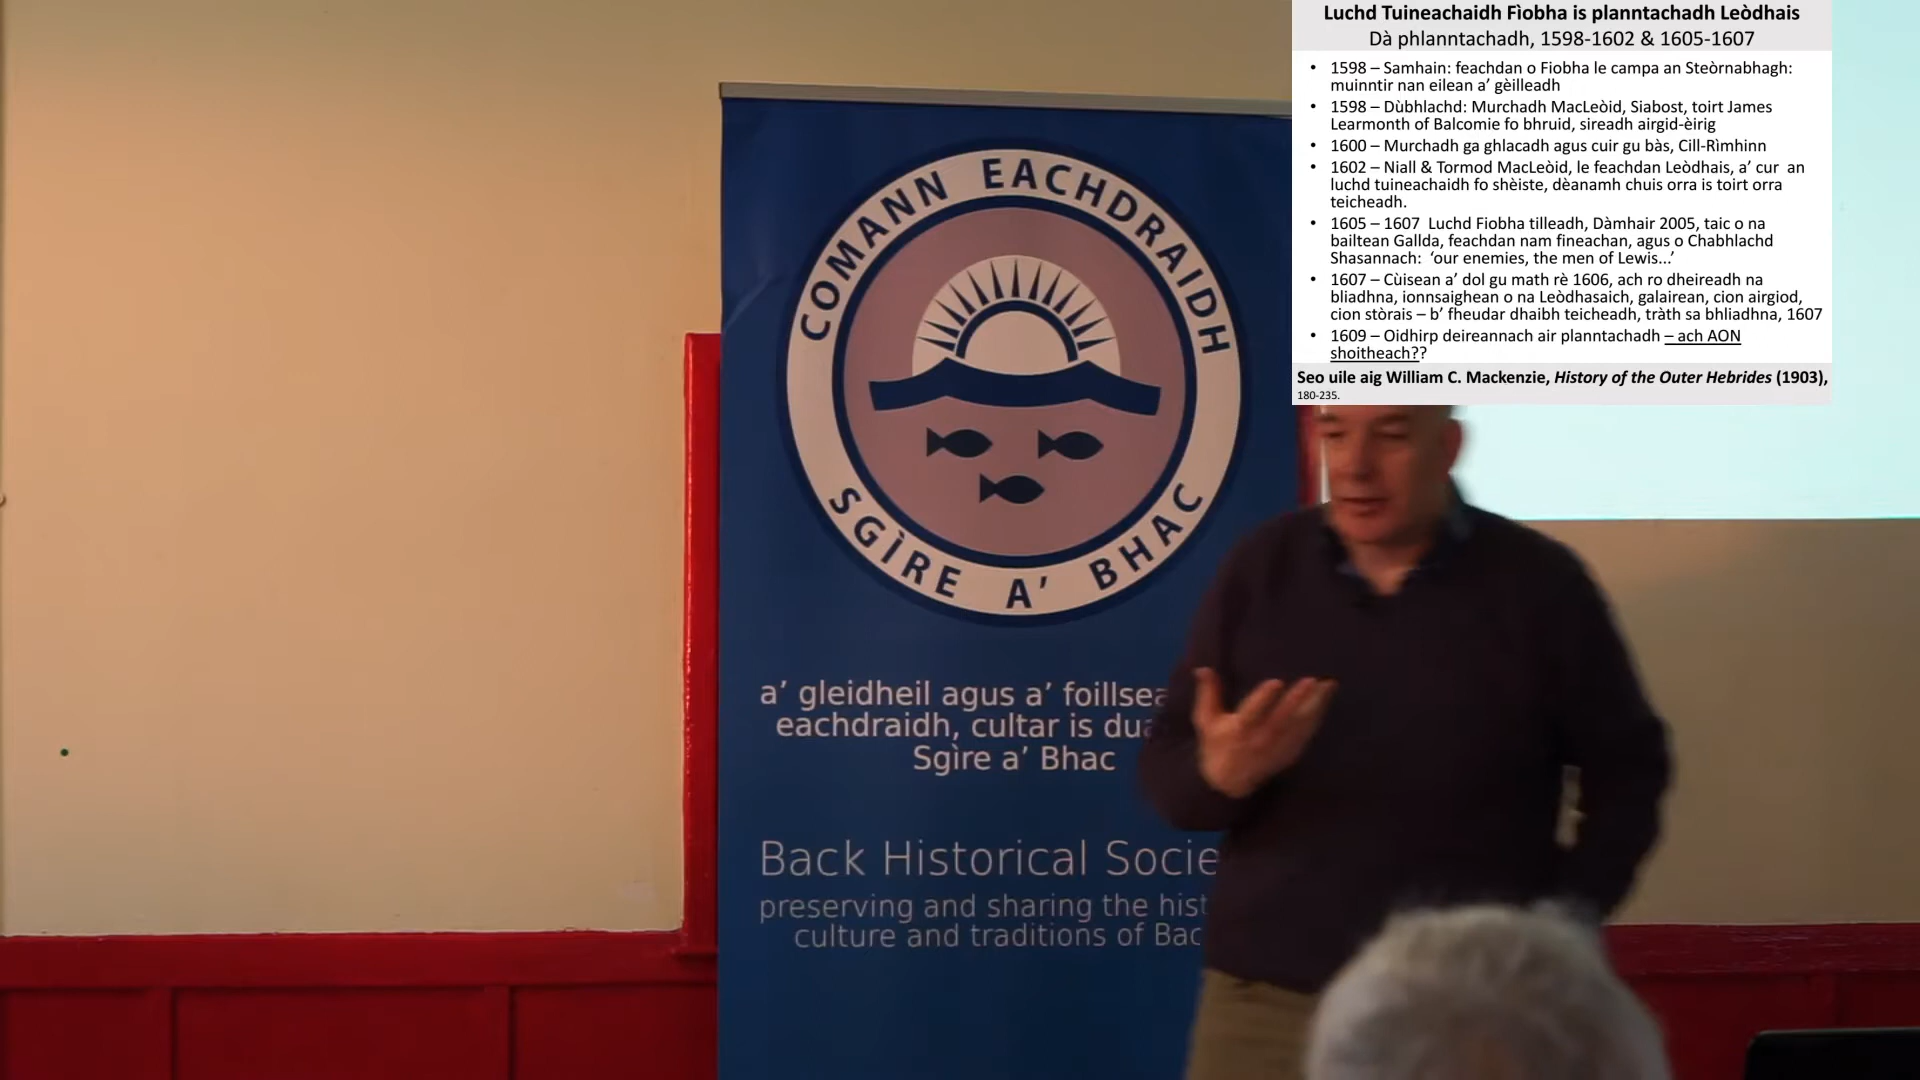 Luchd Tuineachaidh Fìobha is planntachadh Leòdhais
Dà phlanntachadh, 1598-1602 & 1605-1607
• 1598 – Samhain: feachdan o Fiobha le campa an Steòrnabhagh:
muinntir nan eilean a’ gèilleadh
• 1598 – Dùbhlachd: Murchadh MacLeòid, Siabost, toirt James
Learmonth of Balcomie fo bhruid, sireadh airgid-èirig
• 1600 – Murchadh ga ghlacadh agus cuir gu bàs, Cill-Rìmhinn
• 1602 – Niall & Tormod MacLeòid, le feachdan Leòdhais, a’ cur an
luchd tuineachaidh fo shèiste, dèanamh chuis orra is toirt orra
teicheadh.
• 1605 – 1607 Luchd Fiobha tilleadh, Dàmhair 2005, taic o na
bailtean Gallda, feachdan nam fineachan, agus o Chabhlachd
Shasannach: ‘our enemies, the men of Lewis...’
• 1607 – Cùisean a’ dol gu math rè 1606, ach ro dheireadh na
bliadhna, ionnsaighean o na Leòdhasaich, galairean, cion airgiod,
cion stòrais – b’ fheudar dhaibh teicheadh, tràth sa bhliadhna, 1607
• 1609 – Oidhirp deireannach air planntachadh – ach AON
shoitheach??
Seo uile aig William C. Mackenzie, History of the Outer Hebrides (1903),
180-235.
COMANN EACHDRAIDH
SGÌRE A’ BHAC
a’ gleidheil agus a’ foillsea
eachdraidh, cultar is dua
Sgìre a’ Bhac
Back Historical Socie
preserving and sharing the hist
culture and traditions of Bac